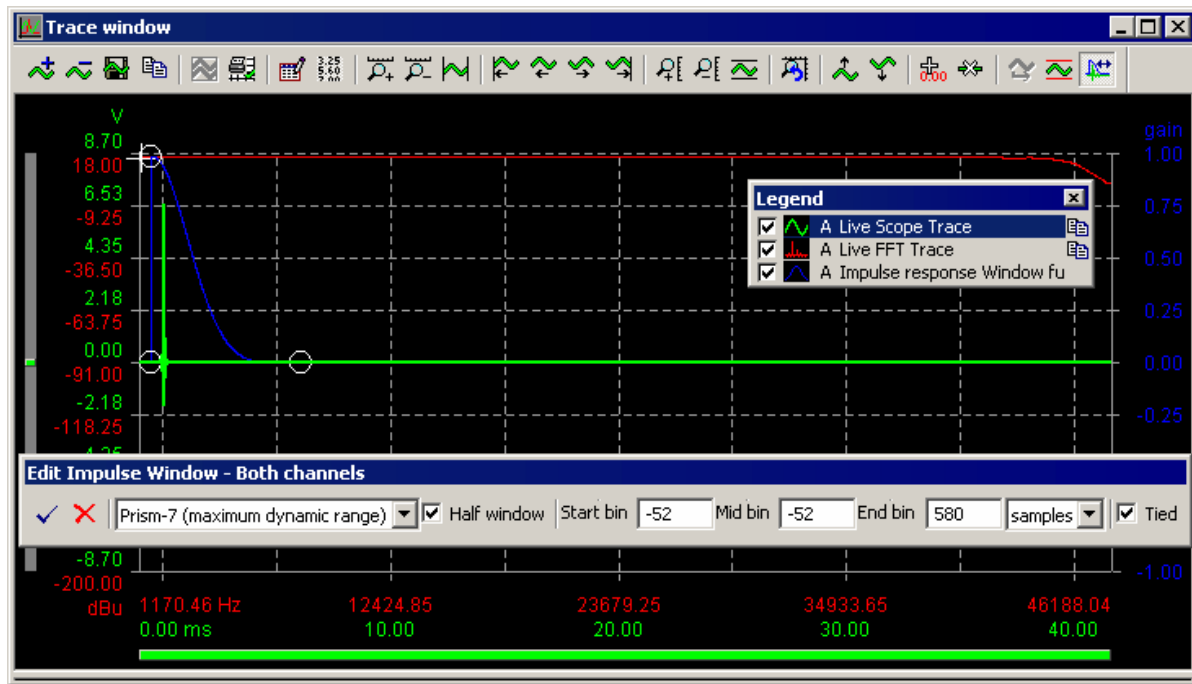 Trace window
V
8.70
18.00
6.53
-9.25
4.35
-36.50
2.18
-63.75
0.00
-91.00
-2.18
-118.25
gain
1.00
0.75
0.50
0.25
0.00
-0.25
Legend
A Live Scope Trace
A Live FFT Trace
A Impulse response Window fu
Edit Impulse Window - Both channels
Prism-7 (maximum dynamic range) Half window Start bin -52 Mid bin -52 End bin 580 samples Tied
-8.70
-200.00
-1.00
dBu 1170.46 Hz 12424.85 23679.25 34933.65 46188.04
0.00 ms 10.00 20.00 30.00 40.00